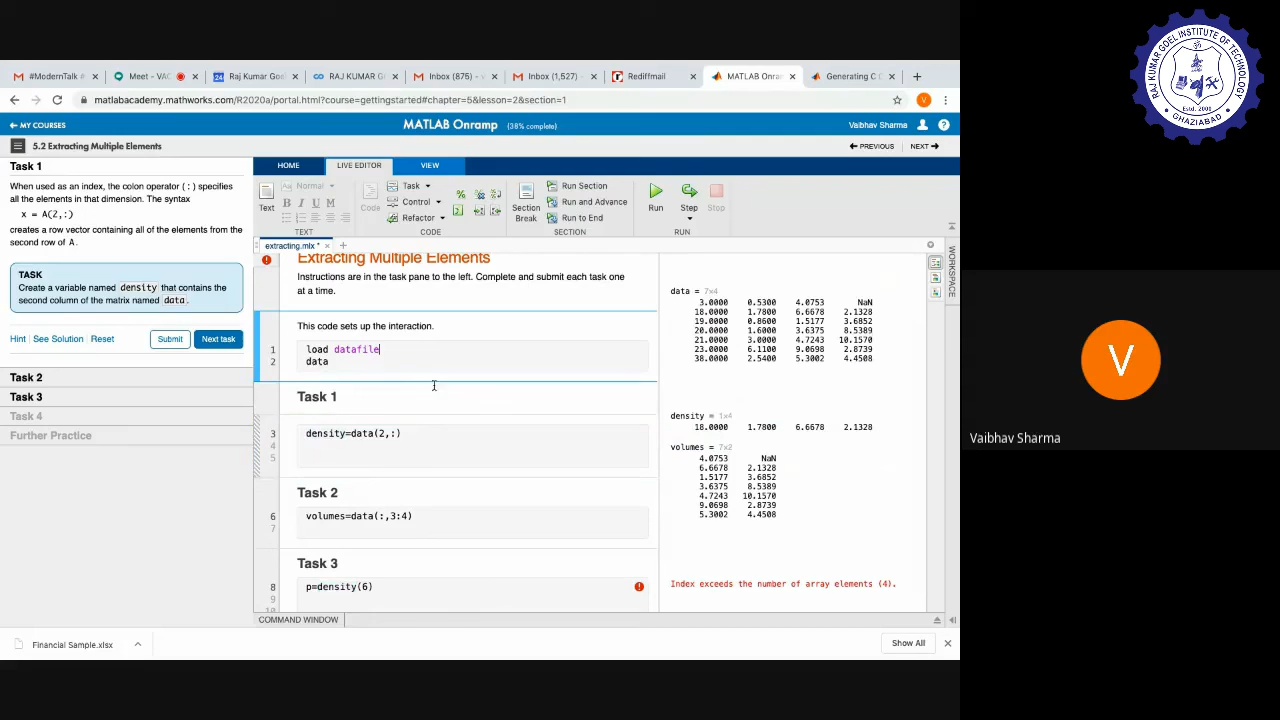 #ModernTalk
Meet - VAC
Raj Kumar Goel
RAJ KUMAR G
Inbox (875) - v
Inbox (1,527) -
Rediffmail
MATLAB Onra
Generating C C
matlabacademy.mathworks.com/R2020a/portal.html?course=gettingstarted#chapter=5&lesson=2&section=1
V
MY COURSES
MATLAB Onramp (38% complete)
Vaibhav Sharma
5.2 Extracting Multiple Elements
PREVIOUS
NEXT
Task 1
When used as an index, the colon operator (:) specifies
all the elements in that dimension. The syntax
x = A(2,:)
creates a row vector containing all of the elements from the
second row of A.
TASK
Create a variable named density that contains the
second column of the matrix named data.
Hint
See Solution
Reset
Submit
Next task
Task 2
Task 3
Task 4
Further Practice
HOME
LIVE EDITOR
VIEW
Text
Normal
B I U M
TEXT
Code
Task
Control
Refactor
CODE
Section
Break
Run Section
Run and Advance
Run to End
SECTION
Run
Step
Stop
RUN
extracting.mlx *
Extracting Multiple Elements
Instructions are in the task pane to the left. Complete and submit each task one
at a time.
This code sets up the interaction.
1 load datafile
2 data
Task 1
3 density=data(2,:)
4
5
Task 2
6 volumes=data(:,3:4)
7
Task 3
8 p=density(6)
9
10
data = 7x4
3.0000 0.5300 4.0753 NaN
18.0000 1.7800 6.6678 2.1328
19.0000 0.8600 1.5177 3.6852
20.0000 1.6000 3.6375 8.5389
21.0000 3.0000 4.7243 10.1570
23.0000 6.1100 9.0698 2.8739
38.0000 2.5400 5.3002 4.4508
density = 1x4
18.0000 1.7800 6.6678 2.1328
volumes = 7x2
4.0753 NaN
6.6678 2.1328
1.5177 3.6852
3.6375 8.5389
4.7243 10.1570
9.0698 2.8739
5.3002 4.4508
Index exceeds the number of array elements (4).
WORKSPACE
COMMAND WINDOW
Financial Sample.xlsx
Show All
RAJ KUMAR GOEL INSTITUTE OF TECHNOLOGY
Estd. 2000
GHAZIABAD
V
Vaibhav Sharma